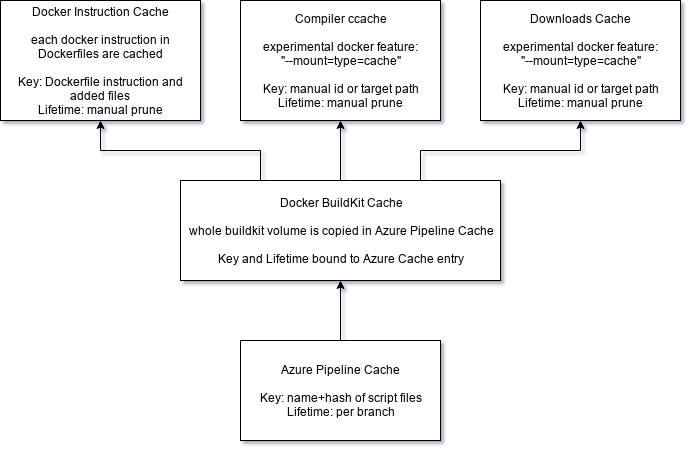 Docker Instruction Cache
each docker instruction in
Dockerfiles are cached
Key: Dockerfile instruction and
added files
Lifetime: manual prune
Compiler ccache
experimental docker feature:
"--mount=type=cache"
Key: manual id or target path
Lifetime: manual prune
Downloads Cache
experimental docker feature:
"--mount=type=cache"
Key: manual id or target path
Lifetime: manual prune
Docker BuildKit Cache
whole buildkit volume is copied in Azure Pipeline Cache
Key and Lifetime bound to Azure Cache entry
Azure Pipeline Cache
Key: name+hash of script files
Lifetime: per branch